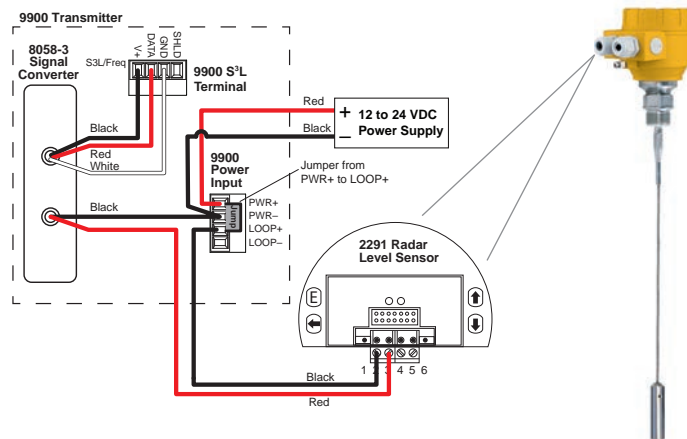 9900 Transmitter
8058-3
Signal
Converter
S3L/Freq
V+
DATA
GND
SHLD
9900 S³L
Terminal
Black
Red
White
Black
9900
Power
Input
Jump
PWR+
PWR–
LOOP+
LOOP–
Jumper from
PWR+ to LOOP+
Red
Black
+ 12 to 24 VDC
– Power Supply
2291 Radar
Level Sensor
E
1 2 3 4 5 6
Black
Red